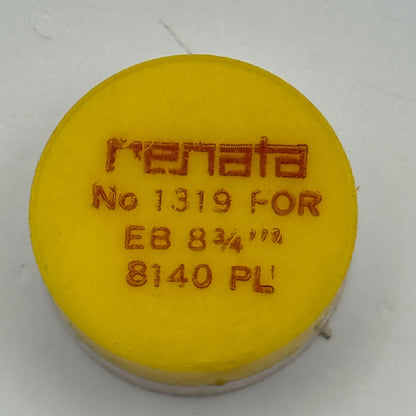 renata
No 1319 FOR
EB 8¾'''
8140 PL